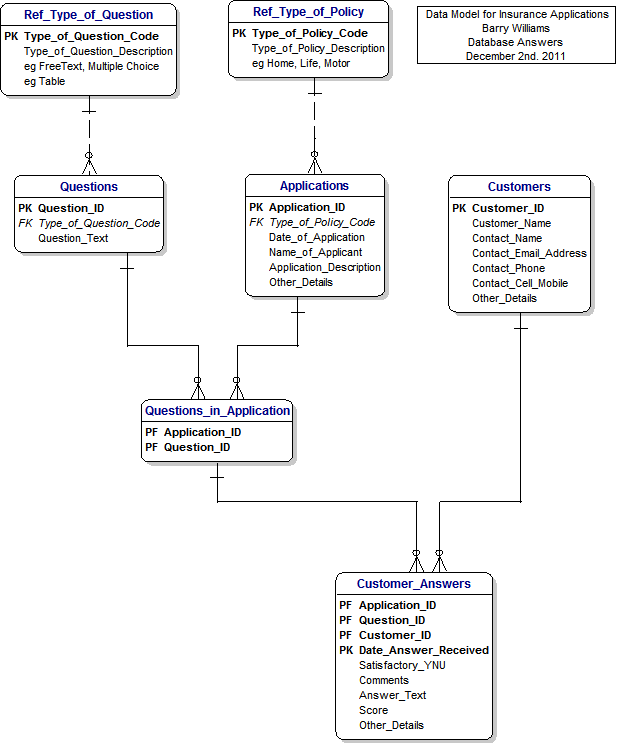 Ref_Type_of_Question
PK Type_of_Question_Code
Type_of_Question_Description
eg FreeText, Multiple Choice
eg Table
Ref_Type_of_Policy
PK Type_of_Policy_Code
Type_of_Policy_Description
eg Home, Life, Motor
Data Model for Insurance Applications
Barry Williams
Database Answers
December 2nd. 2011
Questions
PK Question_ID
FK Type_of_Question_Code
Question_Text
Applications
PK Application_ID
FK Type_of_Policy_Code
Date_of_Application
Name_of_Applicant
Application_Description
Other_Details
Customers
PK Customer_ID
Customer_Name
Contact_Name
Contact_Email_Address
Contact_Phone
Contact_Cell_Mobile
Other_Details
Questions_in_Application
PF Application_ID
PF Question_ID
Customer_Answers
PF Application_ID
PF Question_ID
PF Customer_ID
PK Date_Answer_Received
Satisfactory_YNU
Comments
Answer_Text
Score
Other_Details